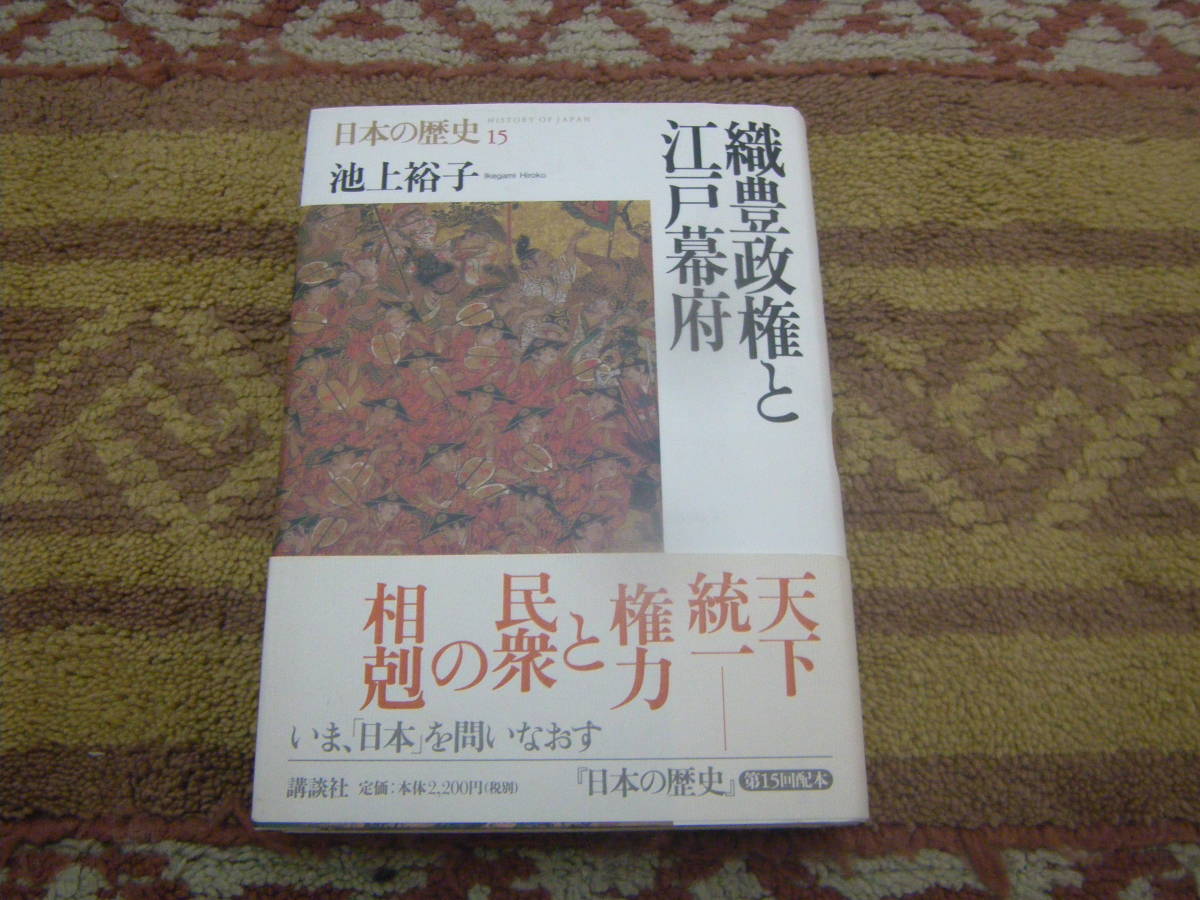 日本の歴史 15
HISTORY OF JAPAN
池上裕子
Ikegami Hiroko
織豊政権と
江戸幕府
天下
統一――
権力
と
民衆
の
相剋
いま、「日本」を問いなおす
講談社 定価:本体2,200円(税別)
『日本の歴史』 第15回配本